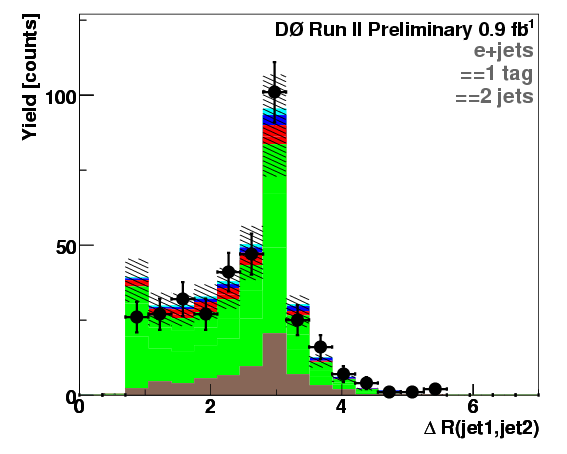 DØ Run II Preliminary 0.9 fb-1
e+jets
==1 tag
==2 jets
Yield [counts]
100
50
0
0 2 4 6
Δ R(jet1,jet2)